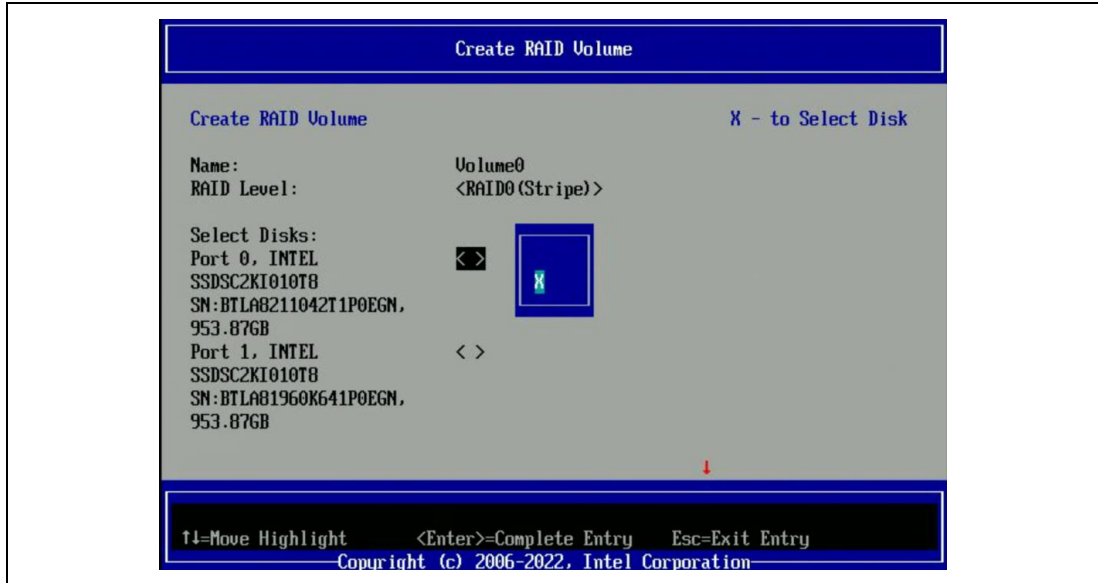 Create RAID Volume
Create RAID Volume X - to Select Disk
Name: Volume0
RAID Level: <RAID0(Stripe)>
Select Disks:
Port 0, INTEL < >
SSDSC2KI010T8 X
SN:BTLA8211042T1P0EGN,
953.87GB
Port 1, INTEL < >
SSDSC2KI010T8
SN:BTLA81960K641P0EGN,
953.87GB
↓
↑↓=Move Highlight <Enter>=Complete Entry Esc=Exit Entry
Copyright (c) 2006-2022, Intel Corporation